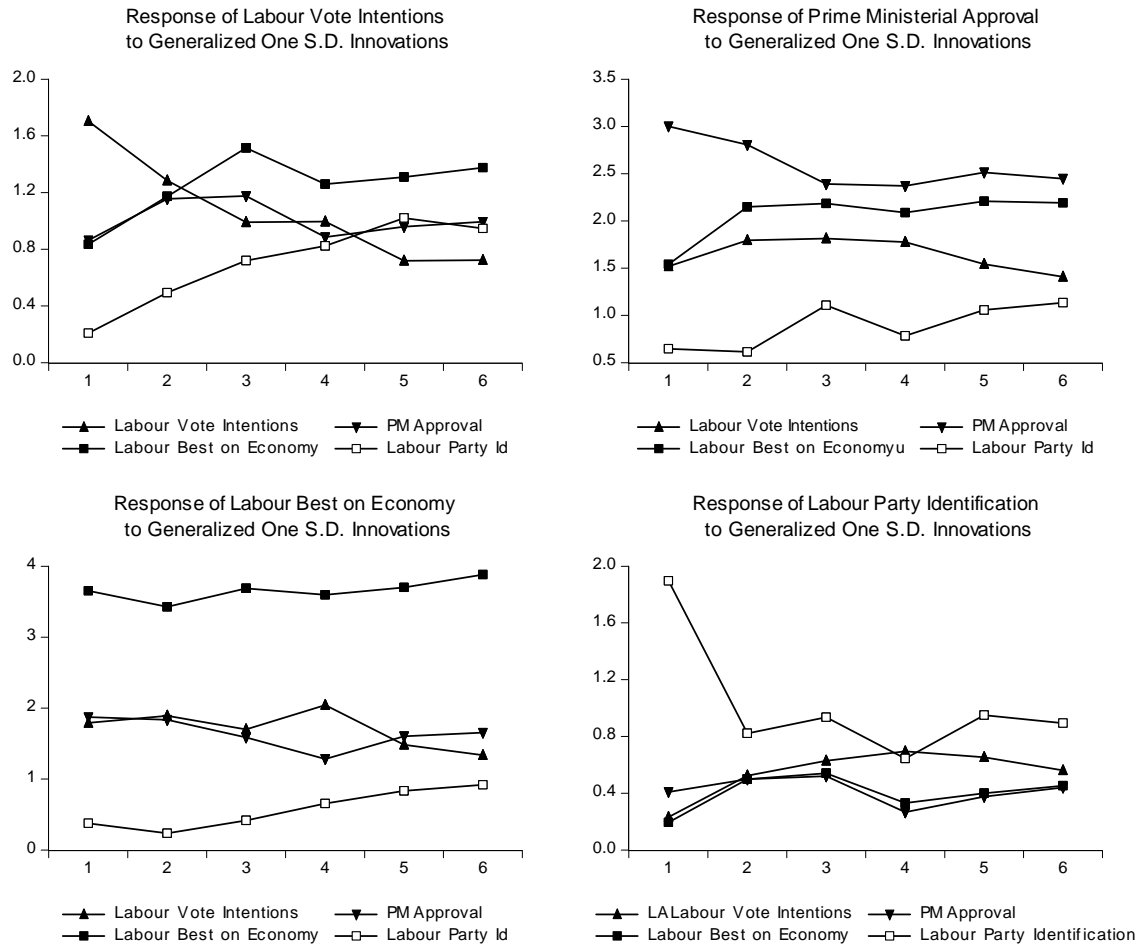 Response of Labour Vote Intentions
to Generalized One S.D. Innovations
2.0
1.6
1.2
0.8
0.4
0.0
1 2 3 4 5 6
Labour Vote Intentions PM Approval
Labour Best on Economy Labour Party Id
Response of Prime Ministerial Approval
to Generalized One S.D. Innovations
3.5
3.0
2.5
2.0
1.5
1.0
0.5
1 2 3 4 5 6
Labour Vote Intentions PM Approval
Labour Best on Economyu Labour Party Id
Response of Labour Best on Economy
to Generalized One S.D. Innovations
4
3
2
1
0
1 2 3 4 5 6
Labour Vote Intentions PM Approval
Labour Best on Economy Labour Party Id
Response of Labour Party Identification
to Generalized One S.D. Innovations
2.0
1.6
1.2
0.8
0.4
0.0
1 2 3 4 5 6
LALabour Vote Intentions PM Approval
Labour Best on Economy Labour Party Identification